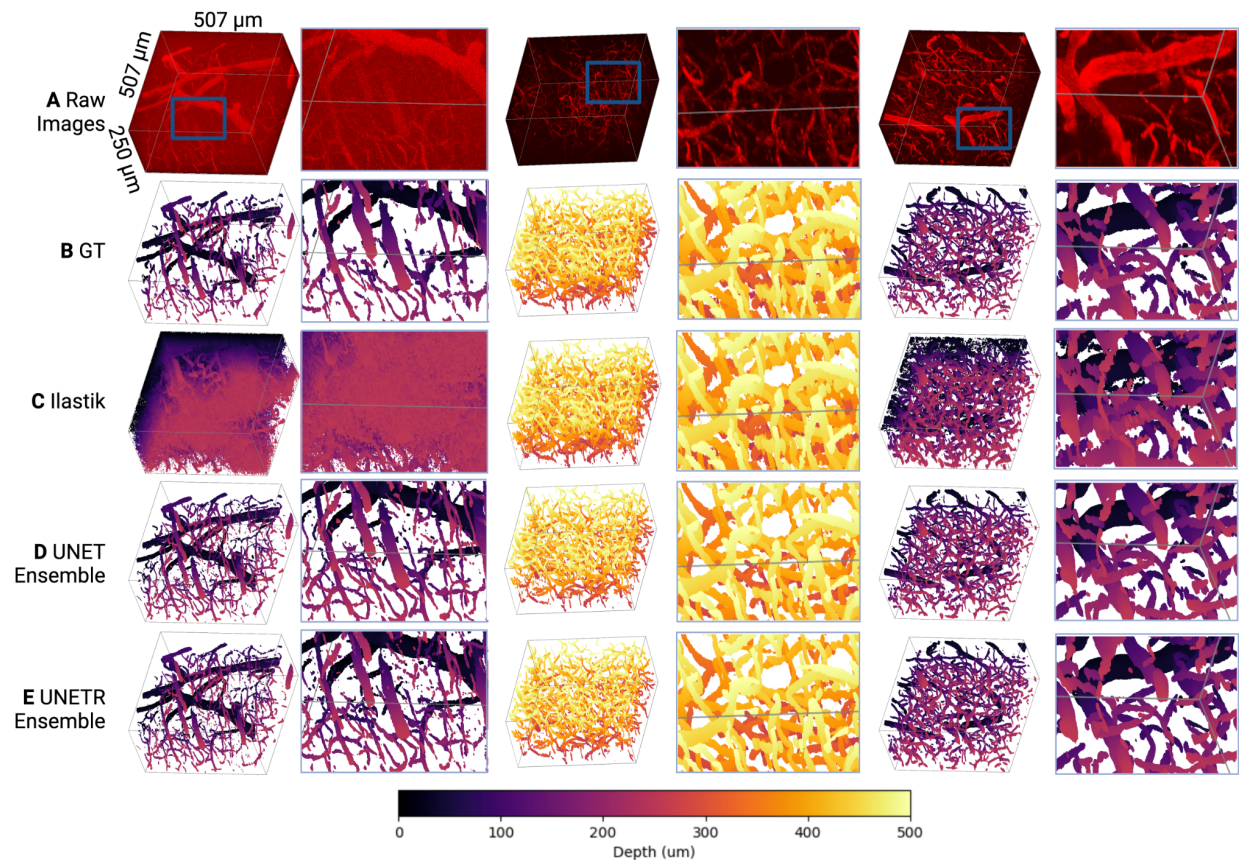 507 µm
507 µm
250 µm
A Raw
Images
B GT
C Ilastik
D UNET
Ensemble
E UNETR
Ensemble
0 100 200 300 400 500
Depth (um)